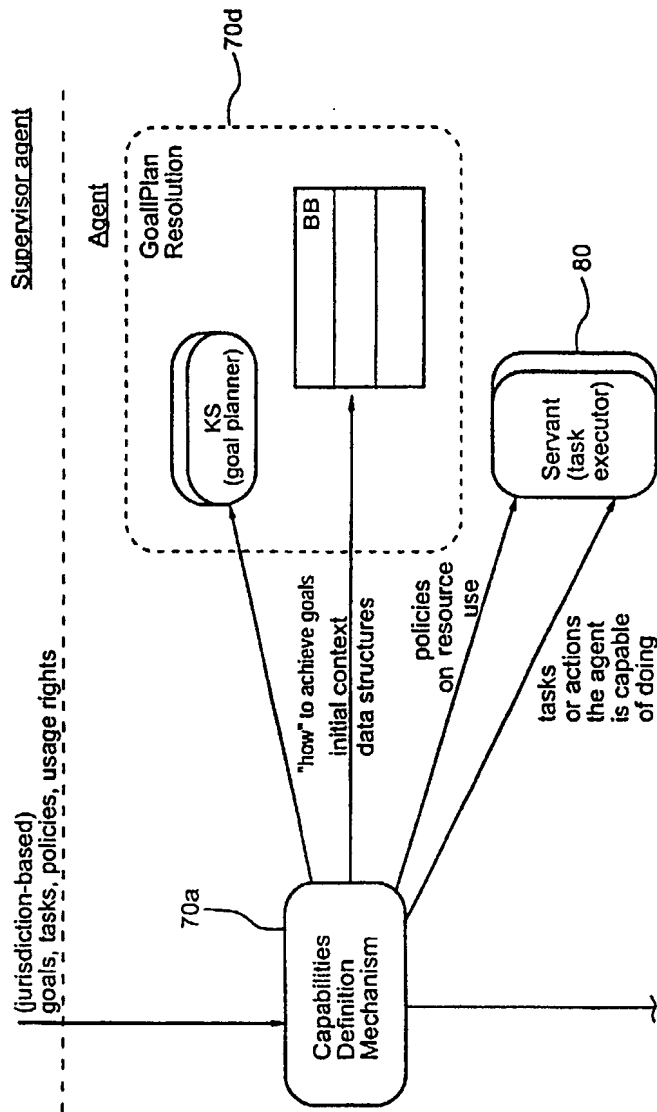 Supervisor agent
(jurisdiction-based)
goals, tasks, policies, usage rights
Agent
70d
GoallPlan
Resolution
KS
(goal planner)
BB
"how" to achieve goals
initial context
data structures
70a
Capabilities
Definition
Mechanism
policies
on resource
use
80
Servant
(task
executor)
tasks
or actions
the agent
is capable
of doing